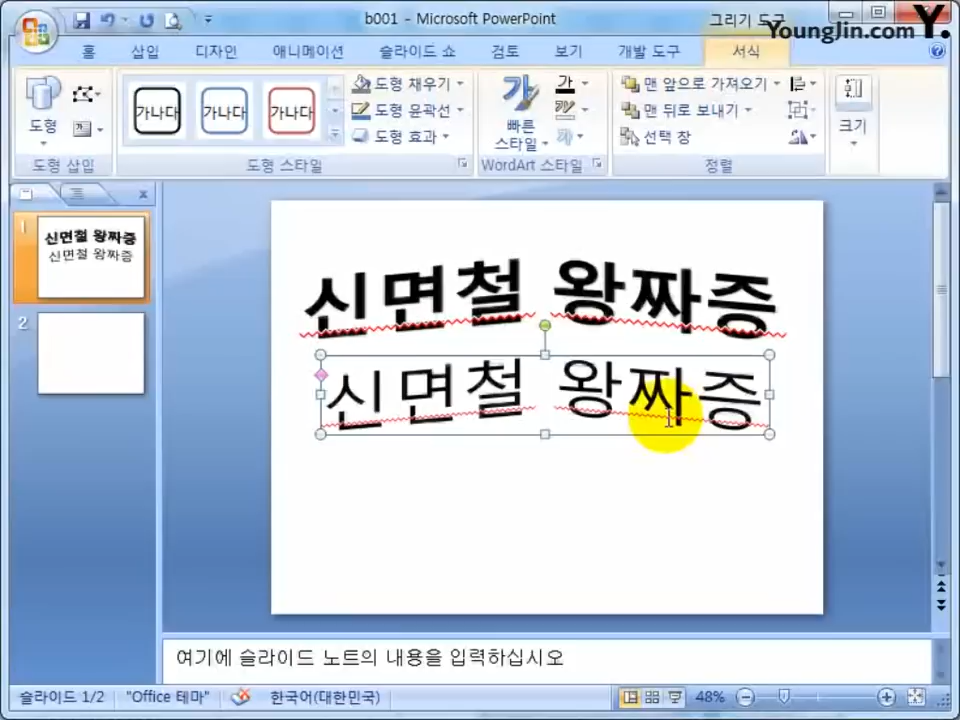 b001 - Microsoft PowerPoint
그리기 도구
YoungJin.com Y.
홈 삽입 디자인 애니메이션 슬라이드 쇼 검토 보기 개발 도구 서식
도형
가나다 가나다 가나다
도형 채우기
도형 윤곽선
도형 효과
빠른
스타일
가
맨 앞으로 가져오기
맨 뒤로 보내기
선택 창
크기
도형 삽입 도형 스타일 WordArt 스타일 정렬
1
신면철 왕짜증
신면철 왕짜증
2
신면철 왕짜증
신면철 왕짜증
여기에 슬라이드 노트의 내용을 입력하십시오
슬라이드 1/2 "Office 테마" 한국어(대한민국) 48%